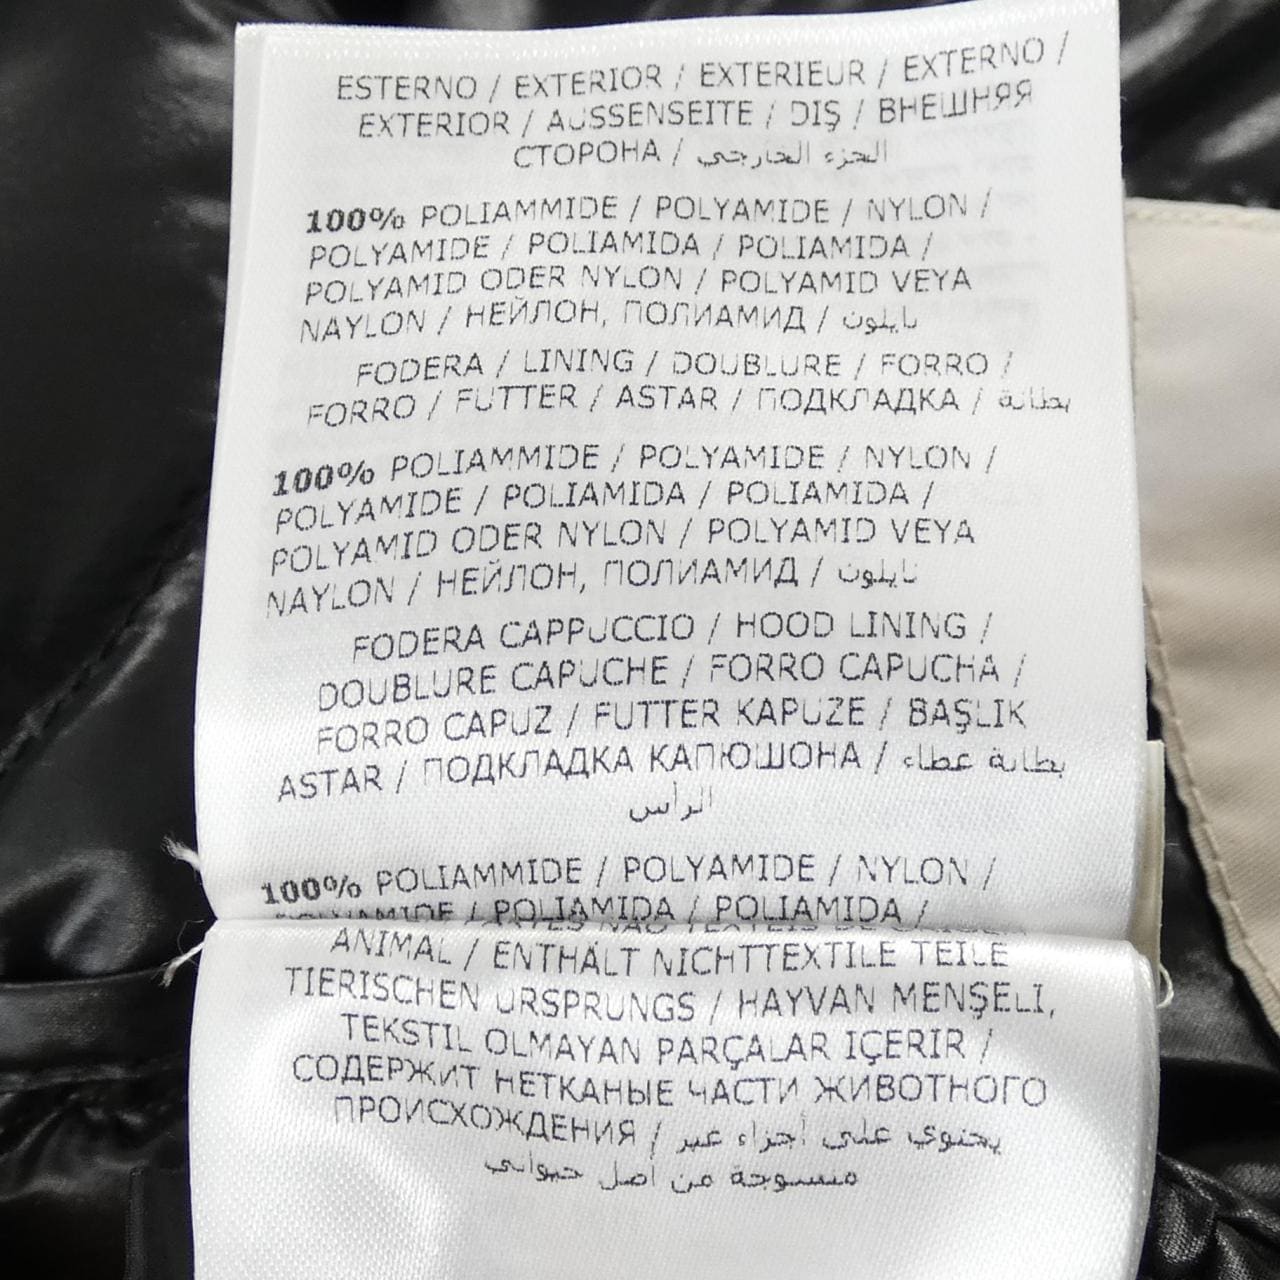 ESTERNO / EXTERIOR / EXTERIEUR / EXTERNO /
EXTERIOR / AUSSENSEITE / DIŞ / ВНЕШНЯЯ
СТОРОНА / الجزء الخارجي
100% POLIAMMIDE / POLYAMIDE / NYLON /
POLYAMIDE / POLIAMIDA / POLIAMIDA /
POLYAMID ODER NYLON / POLYAMID VEYA
NAYLON / НЕЙЛОН, ПОЛИАМИД / نايلون
FODERA / LINING / DOUBLURE / FORRO /
FORRO / FUTTER / ASTAR / ПОДКЛАДКА / بطانة
100% POLIAMMIDE / POLYAMIDE / NYLON /
POLYAMIDE / POLIAMIDA / POLIAMIDA /
POLYAMID ODER NYLON / POLYAMID VEYA
NAYLON / НЕЙЛОН, ПОЛИАМИД / نايلون
FODERA CAPPUCCIO / HOOD LINING /
DOUBLURE CAPUCHE / FORRO CAPUCHA /
FORRO CAPUZ / FUTTER KAPUZE / BAŞLIK
ASTAR / ПОДКЛАДКА КАПЮШОНА / بطانة غطاء
الرأس
100% POLIAMMIDE / POLYAMIDE / NYLON /
POLYAMIDE / POLIAMIDA / POLIAMIDA /
ANIMAL / ENTHÄLT NICHTTEXTILE TEILE
TIERISCHEN URSPRUNGS / HAYVAN MENŞELİ,
TEKSTIL OLMAYAN PARÇALAR IÇERIR /
СОДЕРЖИТ НЕТКАНЫЕ ЧАСТИ ЖИВОТНОГО
ПРОИСХОЖДЕНИЯ / يحتوي على أجزاء غير
منسوجة من أصل حيواني